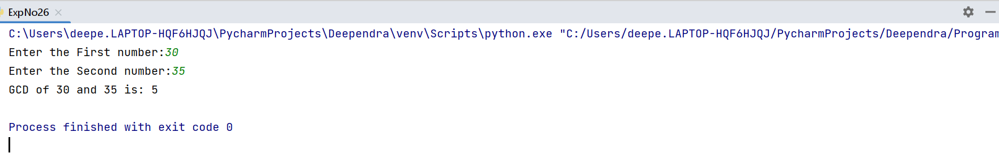 ExpNo26
C:\Users\deepe.LAPTOP-HQF6HJQJ\PycharmProjects\Deependra\venv\Scripts\python.exe "C:/Users/deepe.LAPTOP-HQF6HJQJ/PycharmProjects/Deependra/Program
Enter the First number:30
Enter the Second number:35
GCD of 30 and 35 is: 5
Process finished with exit code 0